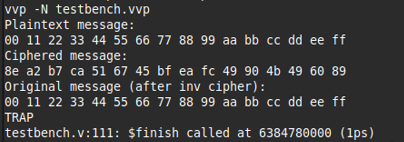 vvp -N testbench.vvp
Plaintext message:
00 11 22 33 44 55 66 77 88 99 aa bb cc dd ee ff
Ciphered message:
8e a2 b7 ca 51 67 45 bf ea fc 49 90 4b 49 60 89
Original message (after inv cipher):
00 11 22 33 44 55 66 77 88 99 aa bb cc dd ee ff
TRAP
testbench.v:111: $finish called at 6384780000 (1ps)